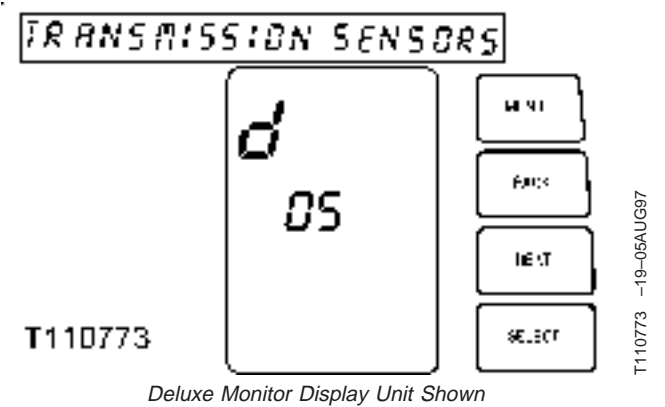 TRANSMISSION SENSORS
d
05
MENU
BACK
NEXT
SELECT
T110773
T110773 –19–05AUG97
Deluxe Monitor Display Unit Shown